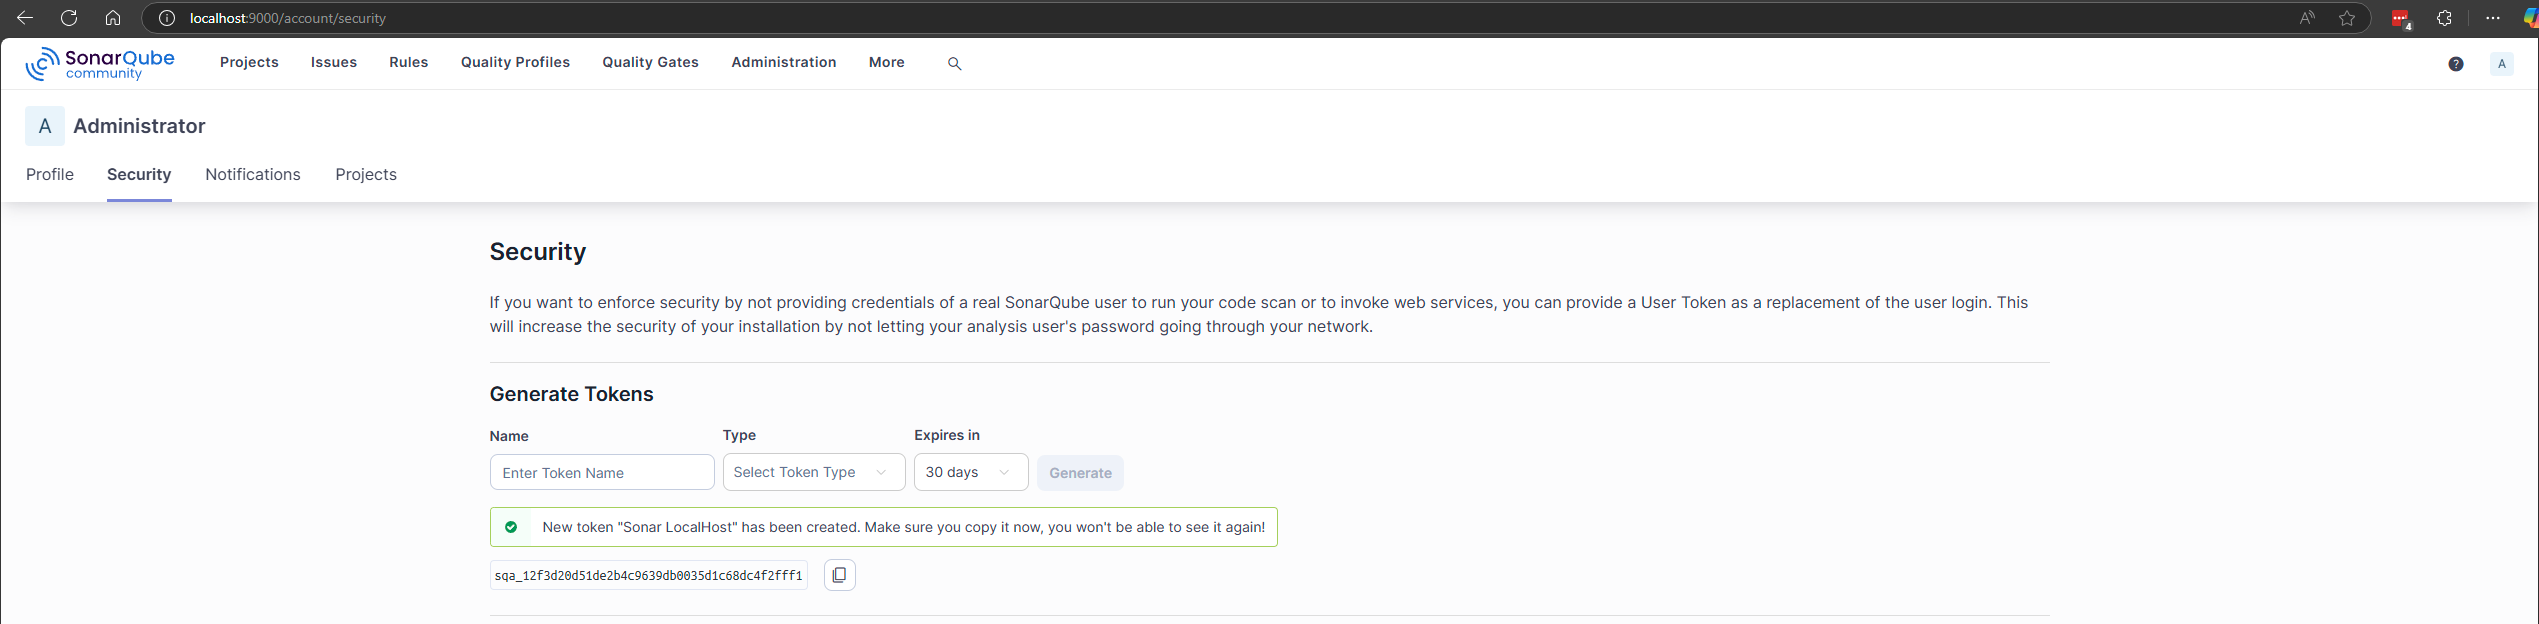 localhost:9000/account/security
4
SonarQube
community
Projects
Issues
Rules
Quality Profiles
Quality Gates
Administration
More
?
A
A
Administrator
Profile
Security
Notifications
Projects
Security
If you want to enforce security by not providing credentials of a real SonarQube user to run your code scan or to invoke web services, you can provide a User Token as a replacement of the user login. This
will increase the security of your installation by not letting your analysis user's password going through your network.
Generate Tokens
Name
Type
Expires in
Enter Token Name
Select Token Type
30 days
Generate
New token "Sonar LocalHost" has been created. Make sure you copy it now, you won't be able to see it again!
sqa_12f3d20d51de2b4c9639db0035d1c68dc4f2fff1